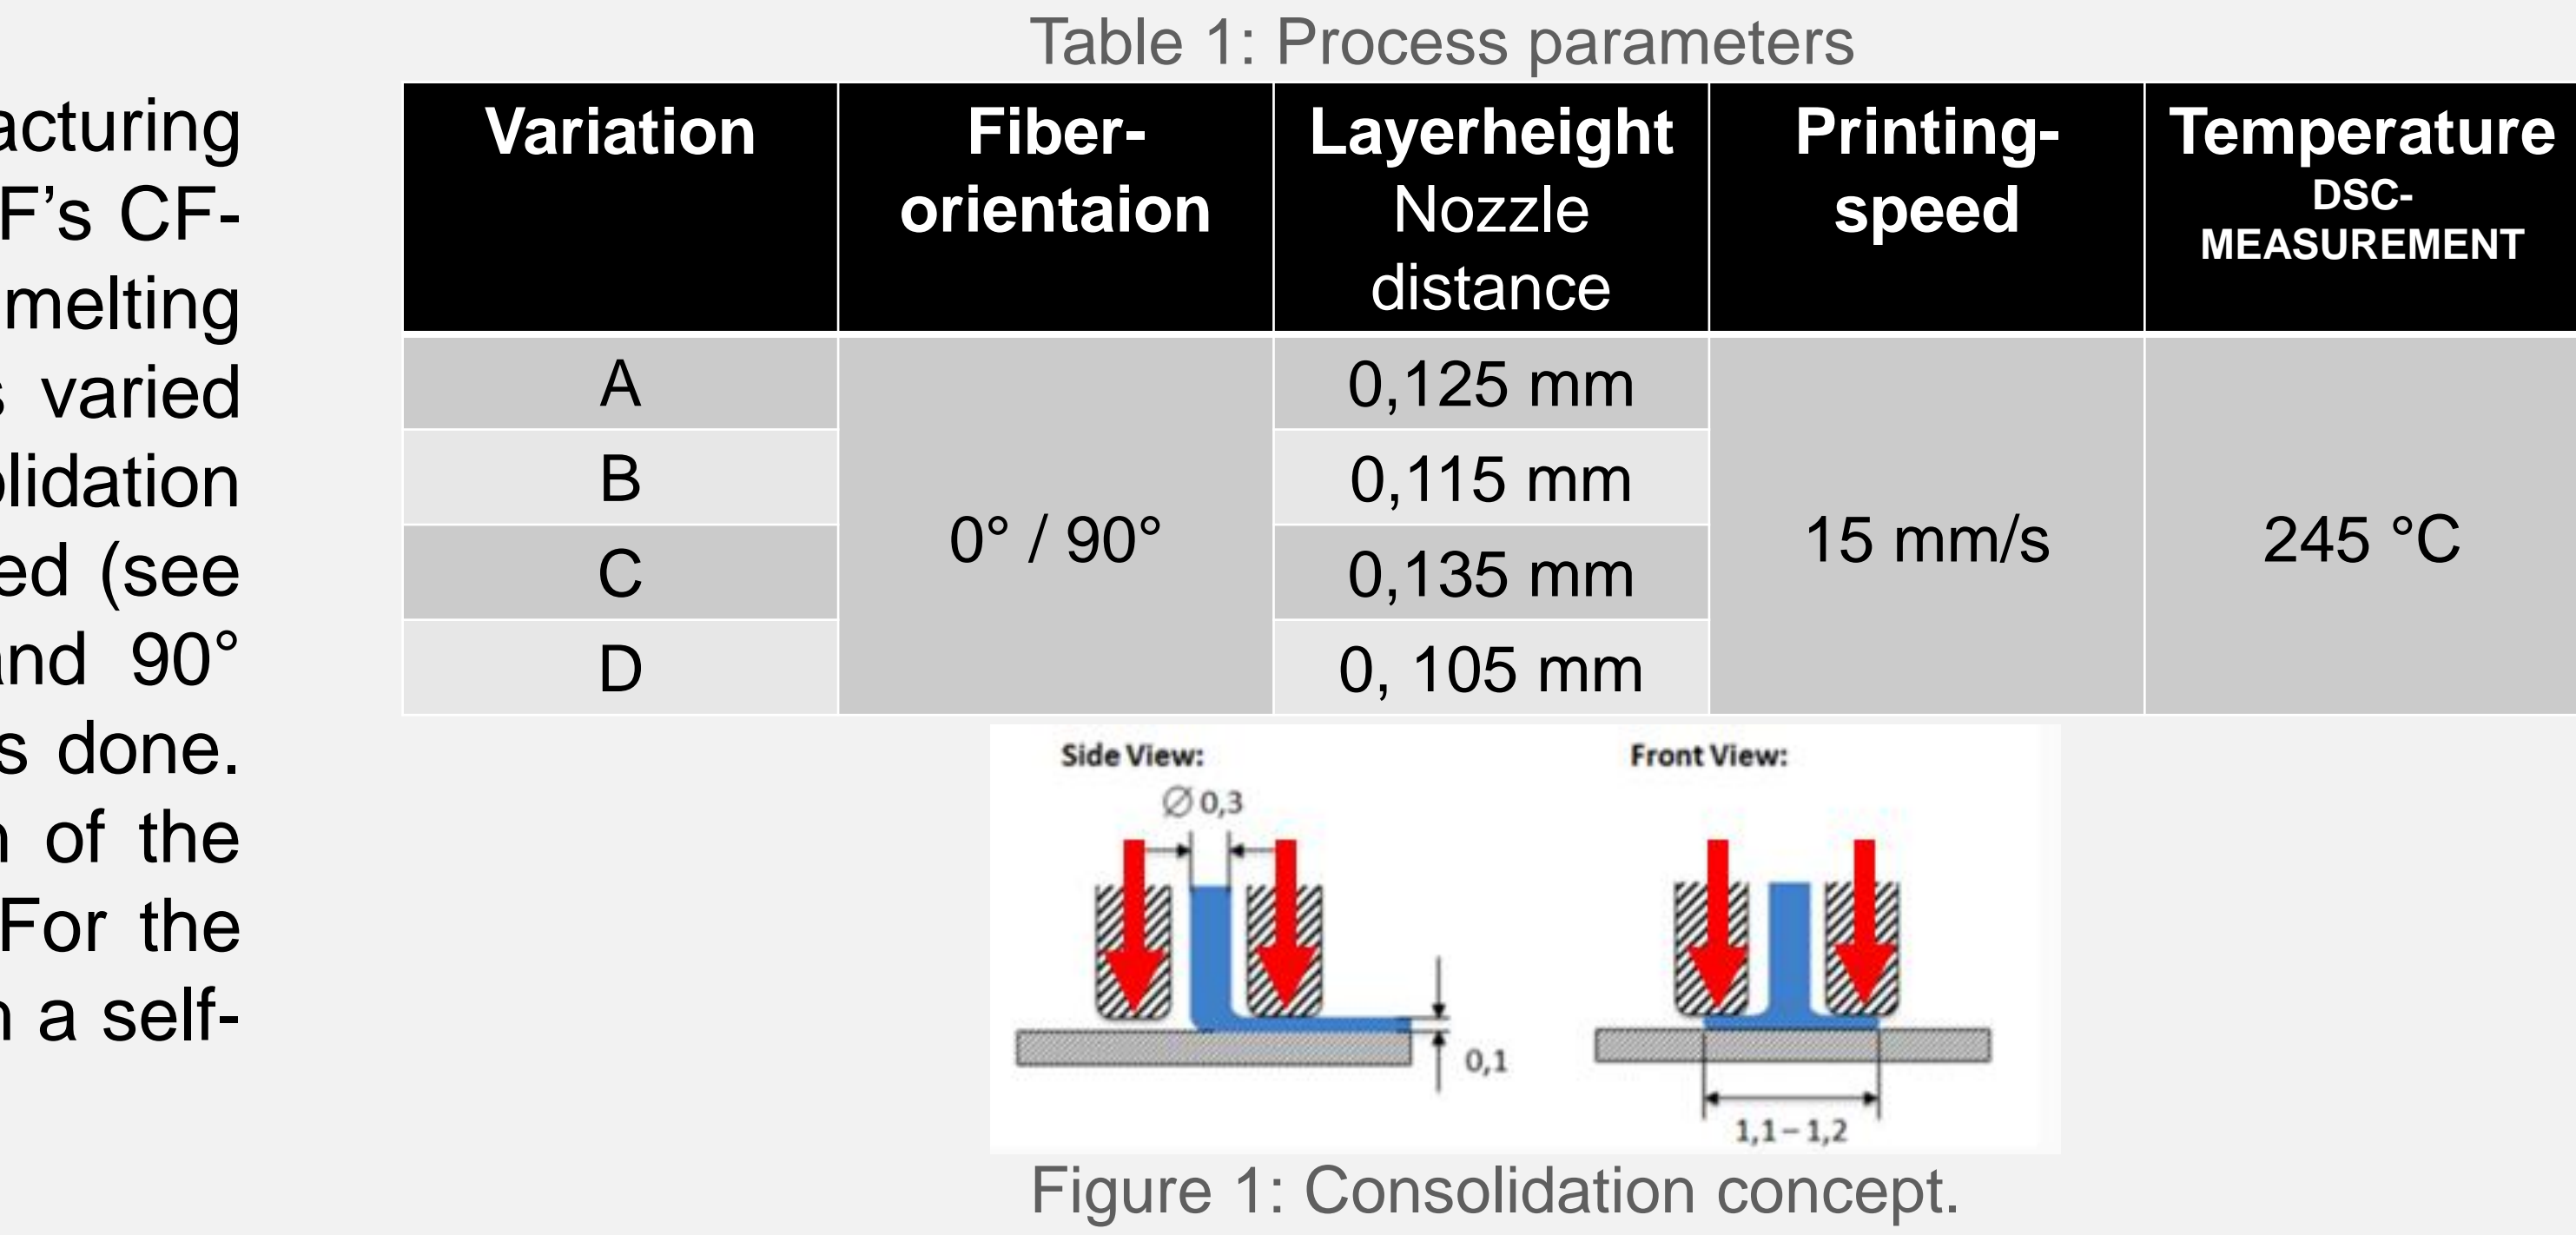 acturing
F’s CF-
melting
s varied
olidation
ed (see
and 90°
s done.
n of the
For the
n a self-
Table 1: Process parameters
Variation
Fiber-
orientaion
Layerheight
Nozzle
distance
Printing-
speed
Temperature
DSC-
MEASUREMENT
A
0,125 mm
B
0,115 mm
C
0,135 mm
D
0, 105 mm
0° / 90°
15 mm/s
245 °C
Side View:
Front View:
∅ 0,3
0,1
1,1 – 1,2
Figure 1: Consolidation concept.